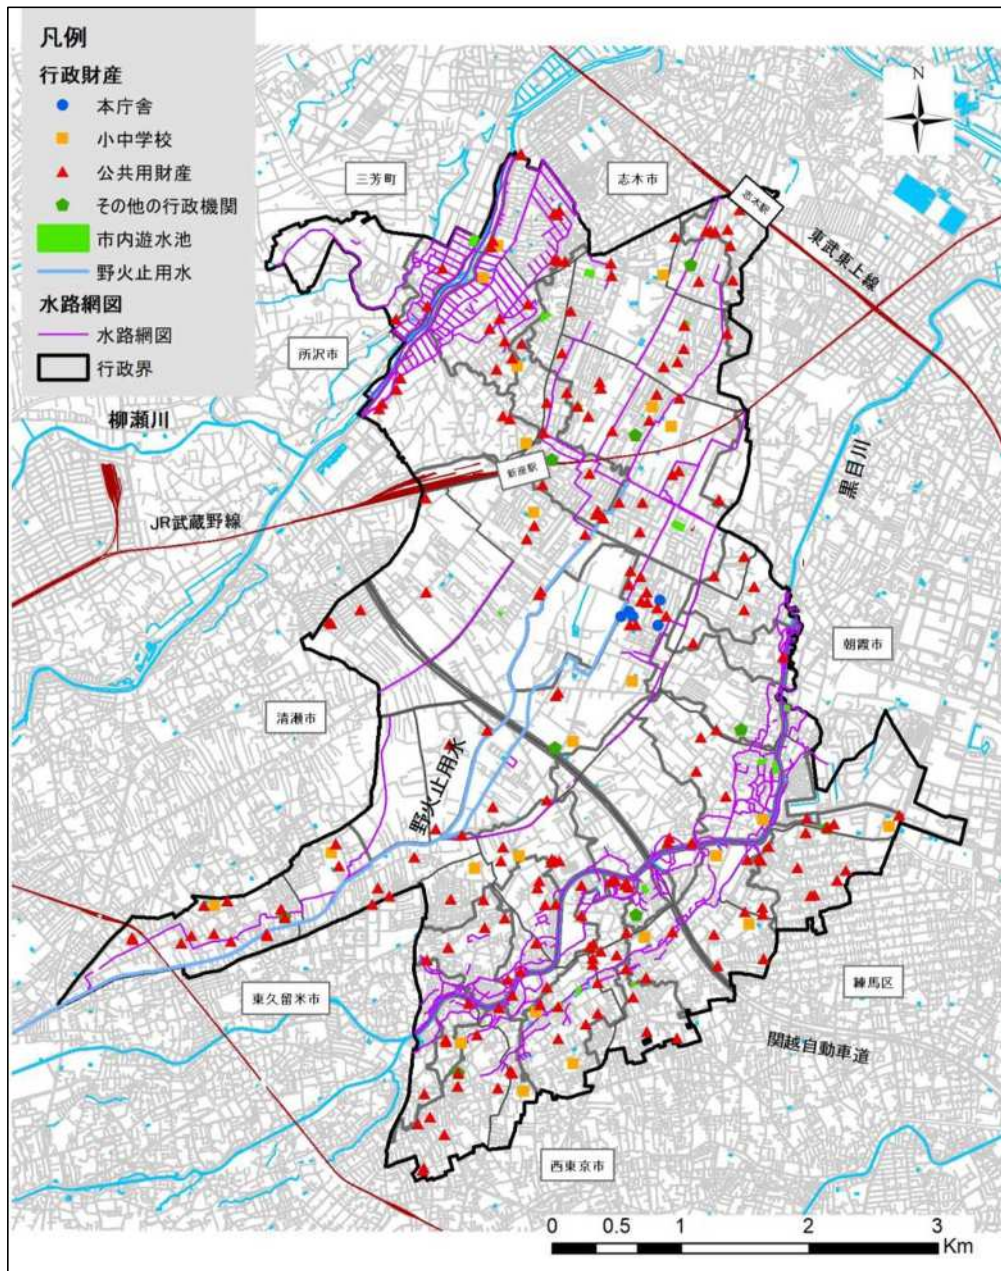 凡例
行政財産
本庁舎
小中学校
公共用財産
その他の行政機関
市内遊水池
野火止用水
水路網図
水路網図
行政界
N
三芳町
志木市
志木駅
東武東上線
所沢市
柳瀬川
新座駅
JR武蔵野線
黒目川
朝霞市
清瀬市
野火止用水
東久留米市
練馬区
関越自動車道
西東京市
0 0.5 1 2 3
Km